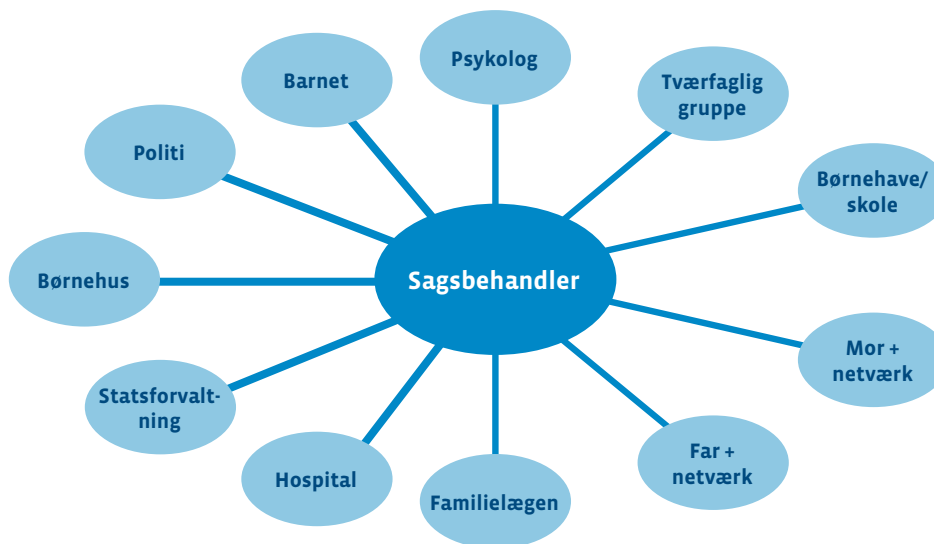 Psykolog
Barnet
Tværfaglig
gruppe
Politi
Børnehave/
skole
Børnehus
Sagsbehandler
Mor +
netværk
Statsforvalt-
ning
Far +
netværk
Hospital
Familielægen